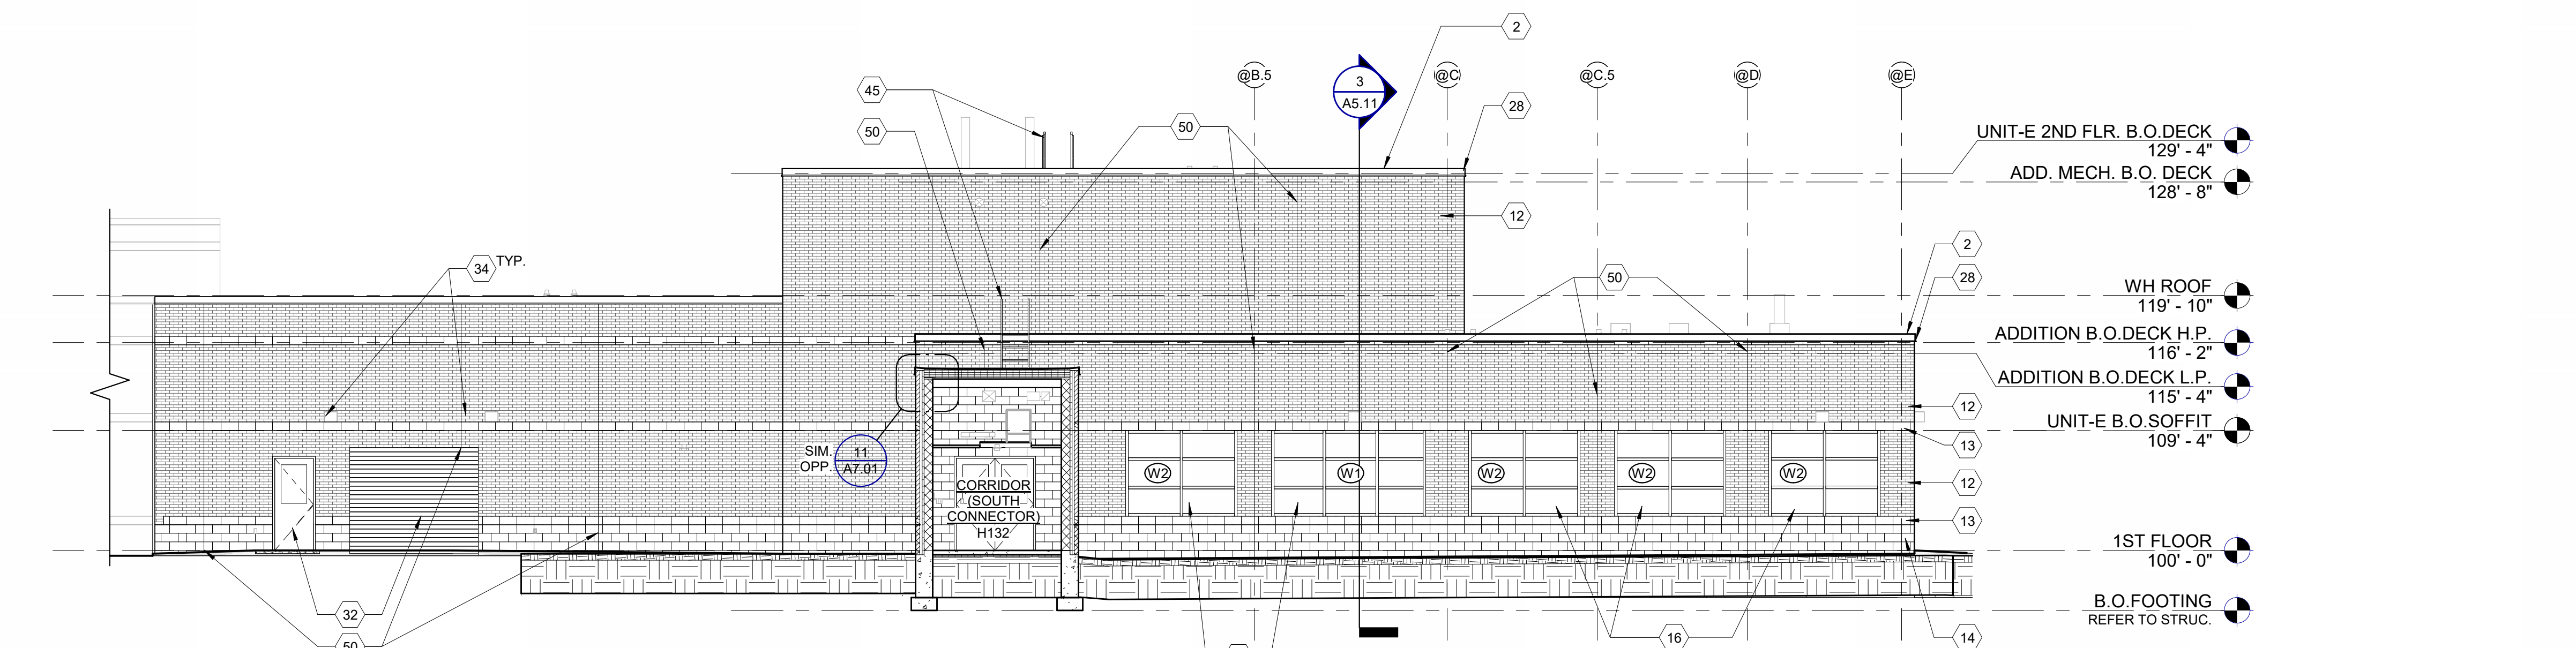 2
45
50
50
@B.5
3
A5.11
@C
@C.5
@D
@E
28
12
UNIT-E 2ND FLR. B.O.DECK
129' - 4"
ADD. MECH. B.O. DECK
128' - 8"
34 TYP.
50
2
28
WH ROOF
119' - 10"
ADDITION B.O.DECK H.P.
116' - 2"
ADDITION B.O.DECK L.P.
115' - 4"
12
UNIT-E B.O.SOFFIT
109' - 4"
13
SIM.
OPP.
11
A7.01
W2
W1
W2
W2
W2
12
CORRIDOR
(SOUTH
CONNECTOR)
H132
13
1ST FLOOR
100' - 0"
32
B.O.FOOTING
REFER TO STRUC.
50
16
14